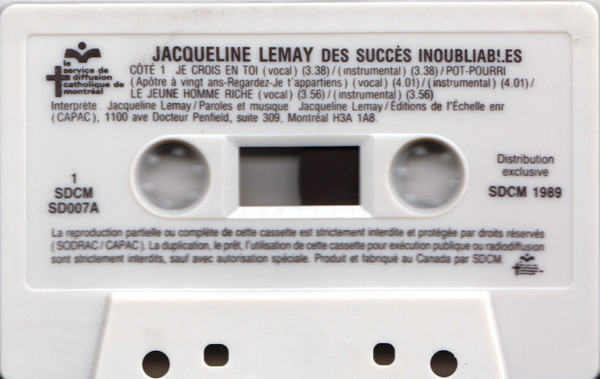 JACQUELINE LEMAY DES SUCCÈS INOUBLIABLES
le
service de
diffusion
catholique de
montréal
CÔTÉ 1 JE CROIS EN TOI (vocal) (3.38)/(instrumental) (3.38)/POT-POURRI
(Apôtre à vingt ans-Regardez-Je t'appartiens) (vocal) (4.01)/(instrumental) (4.01)/
LE JEUNE HOMME RICHE (vocal) (3.56)/(instrumental) (3.56)
Interprète. Jacqueline Lemay/Paroles et musique Jacqueline Lemay/Éditions de l'Échelle enr
(CAPAC), 1100 ave Docteur Penfield, suite 309, Montréal H3A 1A8.
1
SDCM
SD007A
Distribution
exclusive
SDCM 1989
La reproduction partielle ou complète de cette cassette est strictement interdite et protégée par droits réservés
(SODRAC/CAPAC). La duplication, le prêt, l'utilisation de cette cassette pour exécution publique ou radiodiffusion
sont strictement interdits, sauf avec autorisation spéciale. Produit et fabriqué au Canada par SDCM.